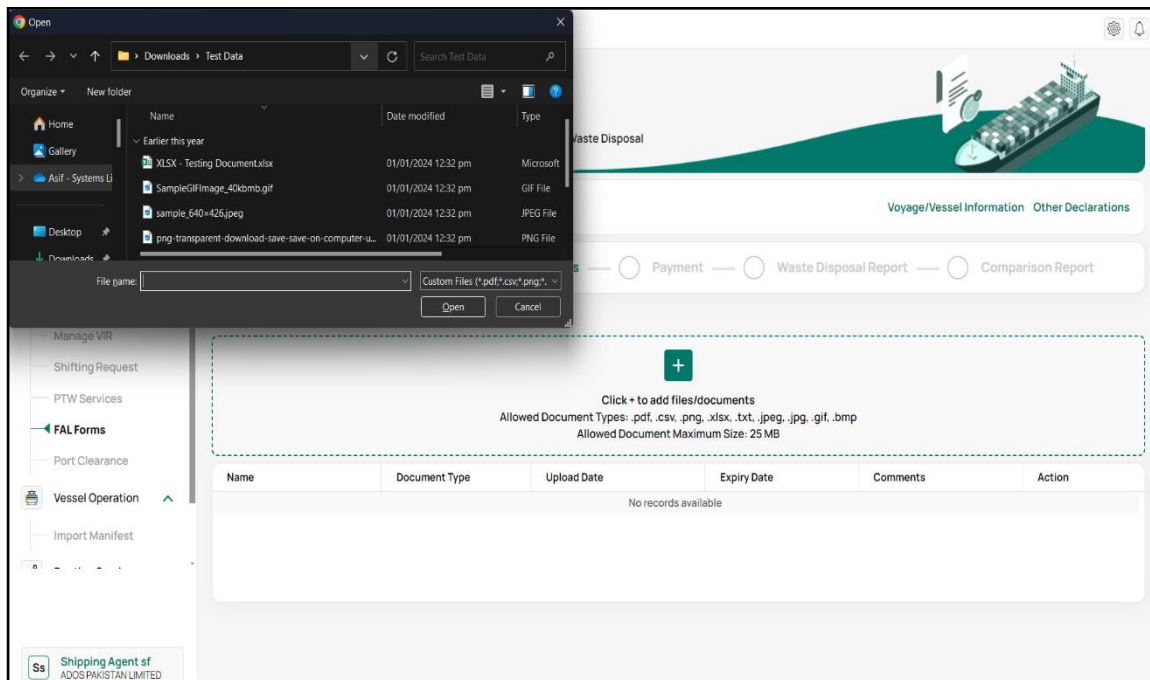 Open
Downloads > Test Data
Search Test Data
Organize
New folder
Name
Date modified
Type
Home
Gallery
Asif - Systems Li
Desktop
Downloads
Earlier this year
XLSX - Testing Document.xlsx 01/01/2024 12:32 pm Microsoft
SampleGIFImage_40kbmb.gif 01/01/2024 12:32 pm GIF File
sample_640×426.jpeg 01/01/2024 12:32 pm JPEG File
png-transparent-download-save-save-on-computer-u... 01/01/2024 12:32 pm PNG File
File name:
Custom Files (*.pdf;*.csv;*.png;*.
Open
Cancel
Waste Disposal
Voyage/Vessel Information Other Declarations
s Payment Waste Disposal Report Comparison Report
Manage VIR
Shifting Request
PTW Services
FAL Forms
Port Clearance
Vessel Operation
Import Manifest
Click + to add files/documents
Allowed Document Types: .pdf, .csv, .png, .xlsx, .txt, .jpeg, .jpg, .gif, .bmp
Allowed Document Maximum Size: 25 MB
Name Document Type Upload Date Expiry Date Comments Action
No records available
Ss
Shipping Agent sf
ADOS PAKISTAN LIMITED